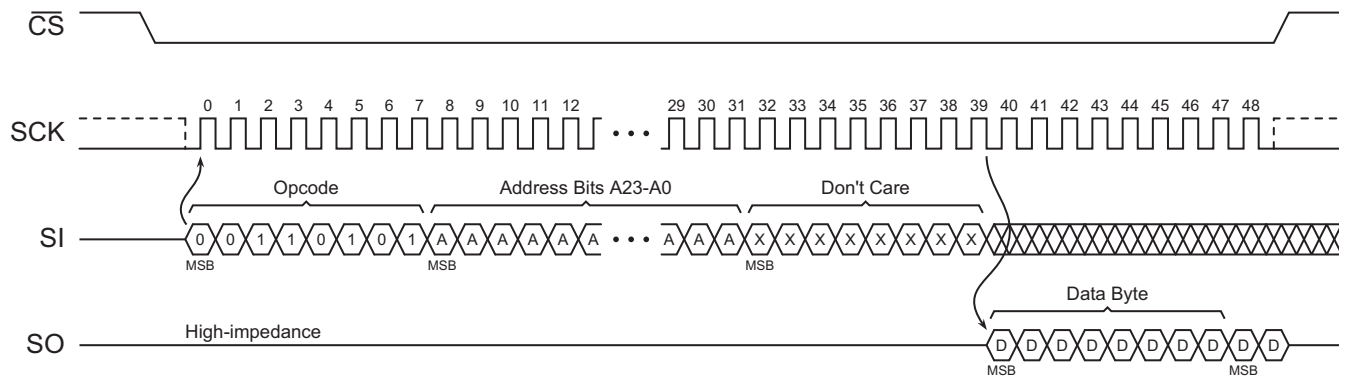 CS
0 1 2 3 4 5 6 7 8 9 10 11 12 29 30 31 32 33 34 35 36 37 38 39 40 41 42 43 44 45 46 47 48
SCK
Opcode Address Bits A23-A0 Don't Care
SI 0 0 1 1 0 1 0 1 A A A A A A A A A X X X X X X X X
MSB MSB MSB
Data Byte
High-impedance
SO D D D D D D D D D D
MSB MSB